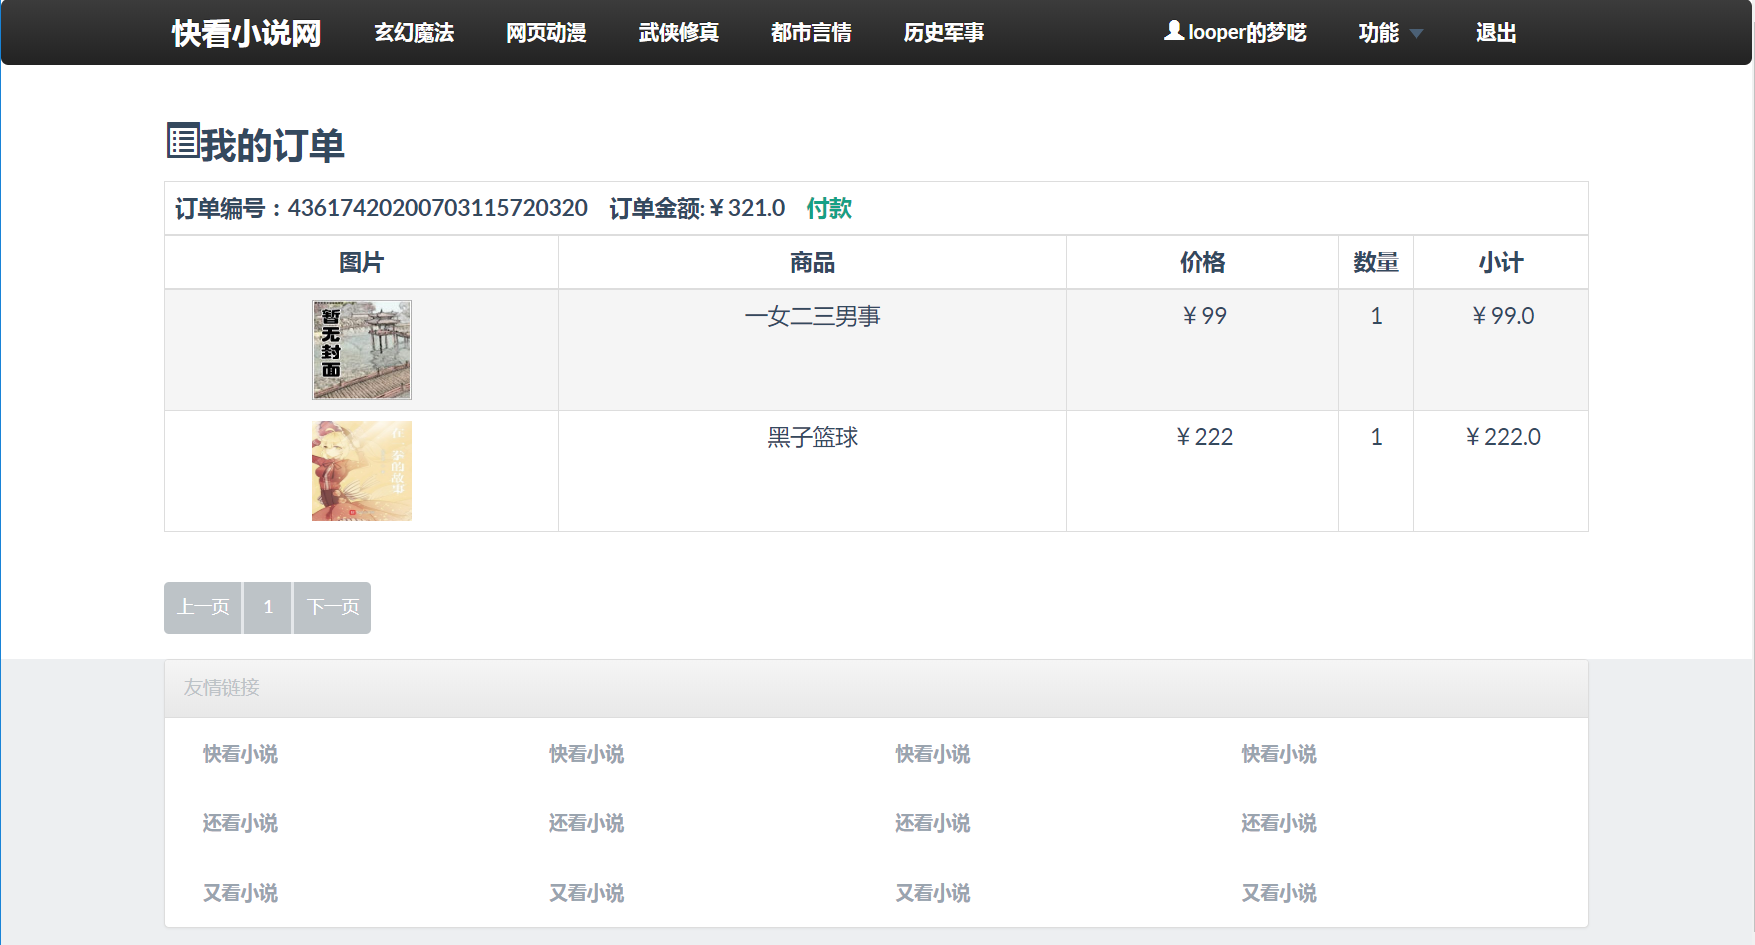 快看小说网 玄幻魔法 网页动漫 武侠修真 都市言情 历史军事 looper的梦呓 功能 退出
我的订单
订单编号：43617420200703115720320 订单金额:￥321.0 付款
图片 商品 价格 数量 小计
暂无封面 一女二三男事 ￥99 1 ￥99.0
黑子篮球 ￥222 1 ￥222.0
上一页 1 下一页
友情链接
快看小说 快看小说 快看小说 快看小说
还看小说 还看小说 还看小说 还看小说
又看小说 又看小说 又看小说 又看小说